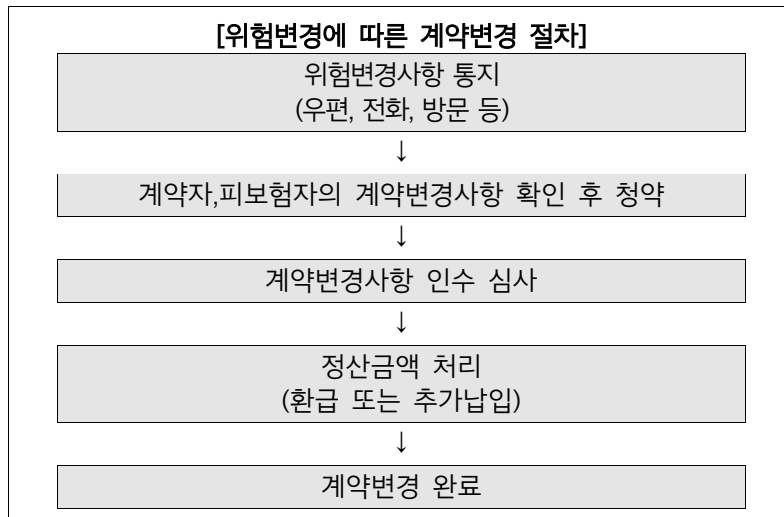 [위험변경에 따른 계약변경 절차]
위험변경사항 통지
(우편, 전화, 방문 등)
↓
계약자,피보험자의 계약변경사항 확인 후 청약
↓
계약변경사항 인수 심사
↓
정산금액 처리
(환급 또는 추가납입)
↓
계약변경 완료